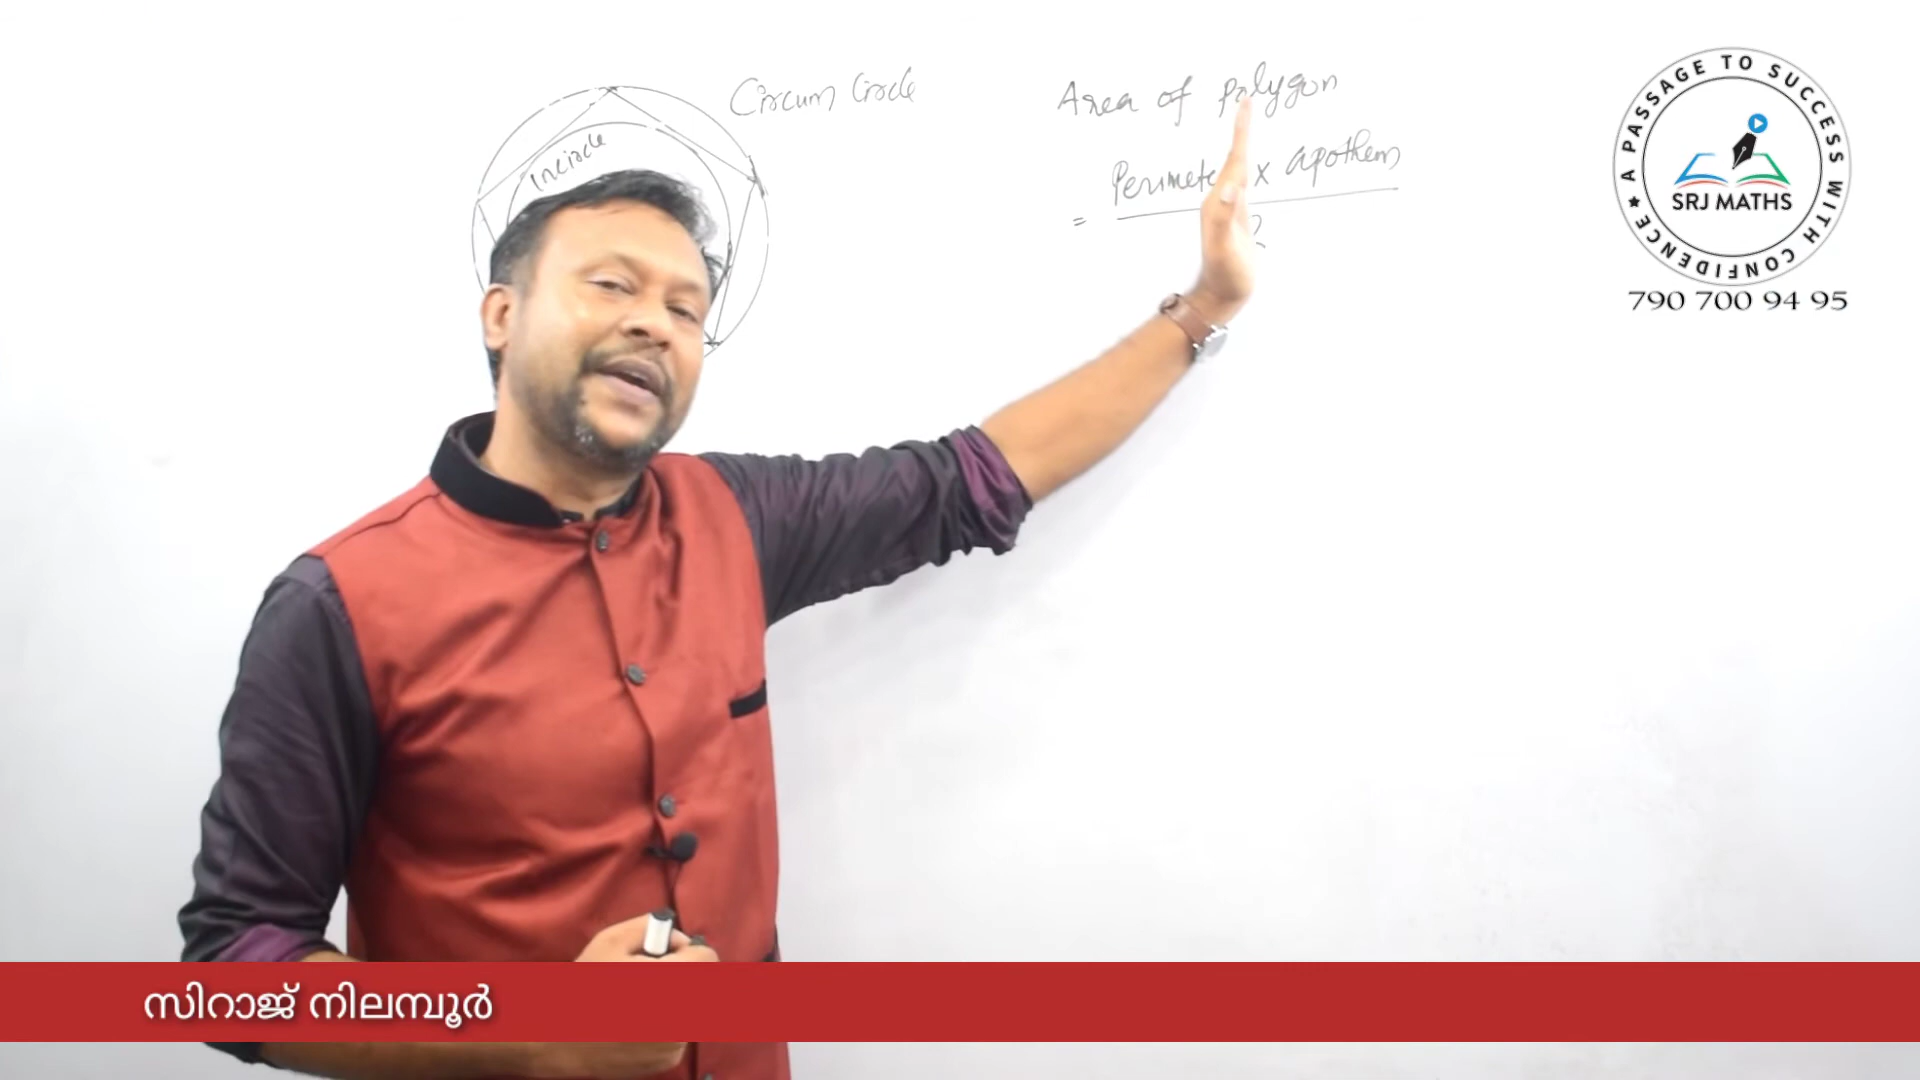 Circum Circle
Incircle
Area of Polygon
= Perimeter x apothem
2
A PASSAGE TO SUCCESS WITH CONFIDENCE
SRJ MATHS
790 700 94 95
സിറാജ് നിലമ്പൂർ